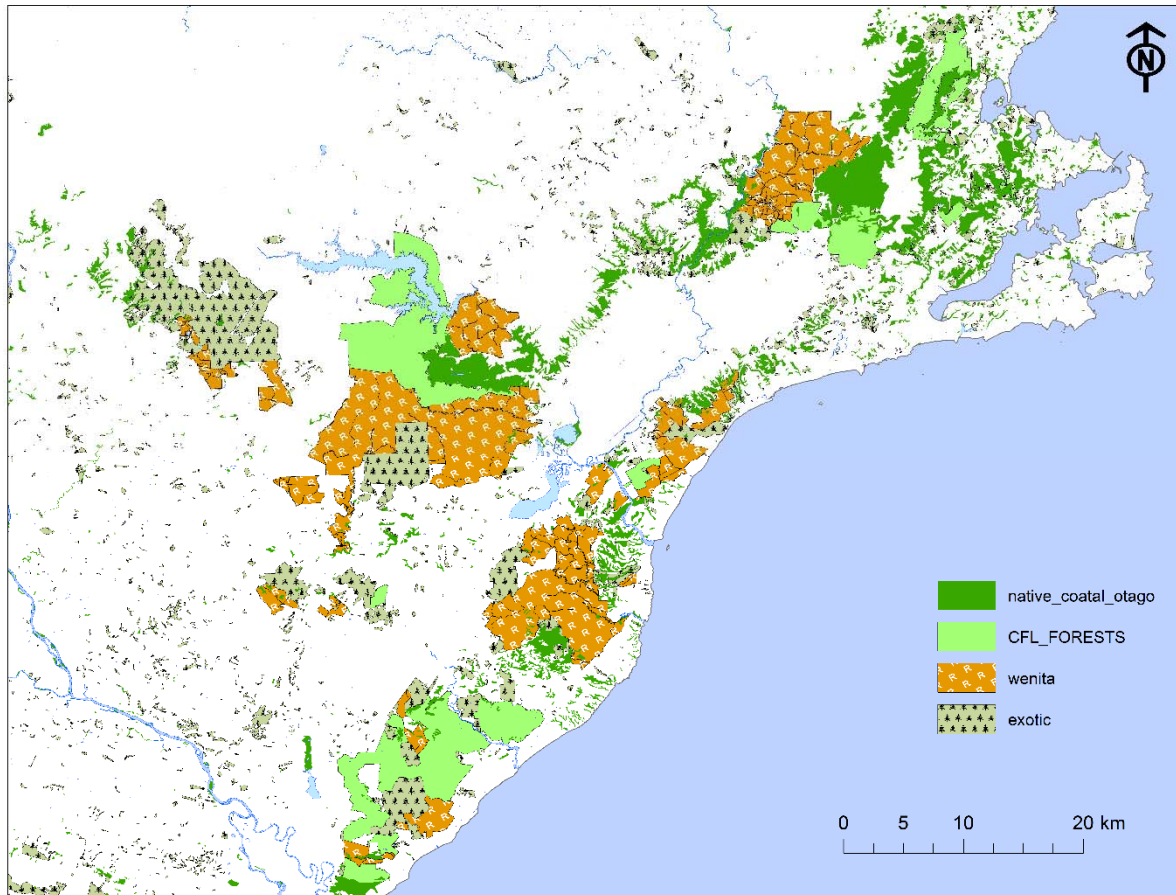 N
native_coatal_otago
CFL_FORESTS
wenita
exotic
0 5 10 20 km